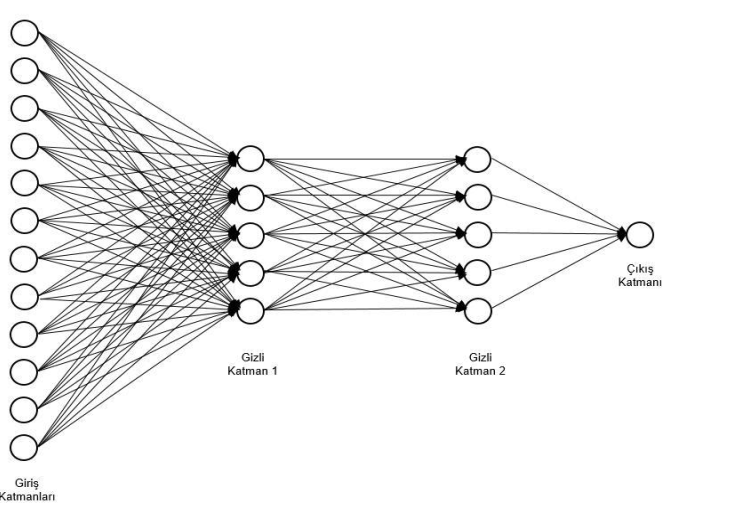 Çıkış
Katmanı
Gizli
Katman 1
Gizli
Katman 2
Giriş
Katmanları